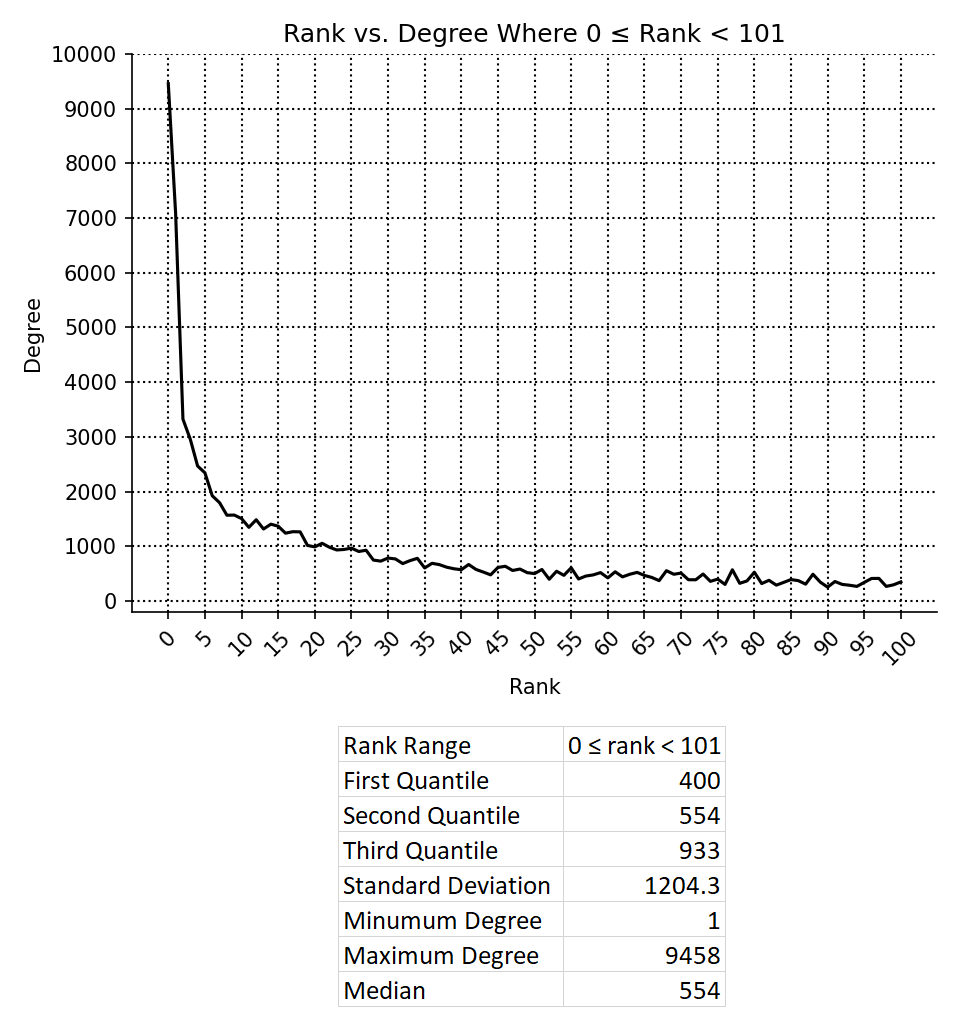 Rank vs. Degree Where 0 ≤ Rank < 101
10000
9000
8000
7000
6000
5000
4000
3000
2000
1000
0
Degree
0 5 10 15 20 25 30 35 40 45 50 55 60 65 70 75 80 85 90 95 100
Rank
Rank Range 0 ≤ rank < 101
First Quantile 400
Second Quantile 554
Third Quantile 933
Standard Deviation 1204.3
Minumum Degree 1
Maximum Degree 9458
Median 554